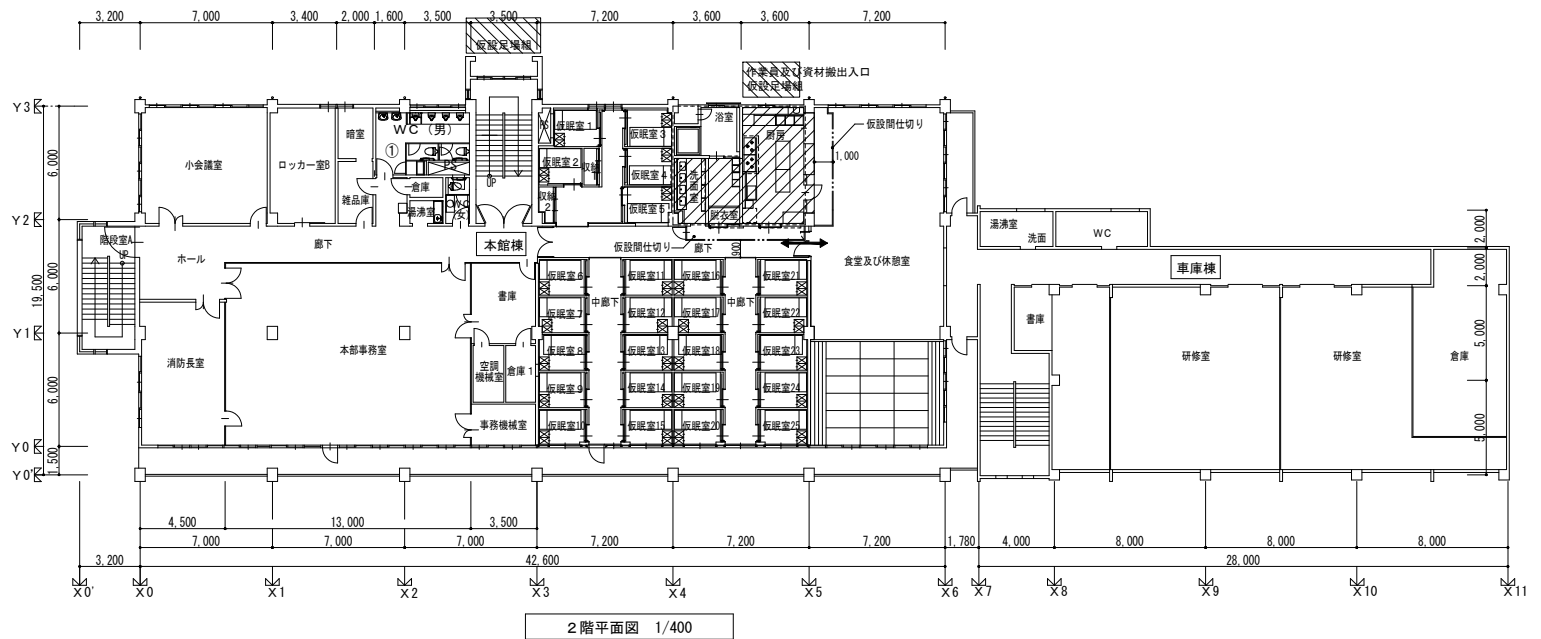 3,200
7,000
3,400
2,000
1,600
3,500
3,500
7,200
3,600
3,600
7,200
仮設足場組
作業員及び資材搬出入口
仮設足場組
Y3
Y2
Y1
Y0
Y0'
6,000
6,000
6,000
1,500
19,500
小会議室
ロッカー室B
暗室
雑品庫
WC (男)
①
PS
倉庫
湯沸室
WC
(女)
UP
PS
仮眠室1
仮眠室2
収納
収納
2
仮眠室3
仮眠室4
仮眠室5
浴室
洗面室
脱衣室
厨房
仮設間仕切り
1,000
階段室A
UP
ホール
廊下
本館棟
仮設間仕切り
廊下
900
食堂及び休憩室
湯沸室
洗面
WC
車庫棟
2,000
2,000
5,000
5,000
消防長室
本部事務室
書庫
空調
機械室
倉庫1
事務機械室
仮眠室6
仮眠室7
仮眠室8
仮眠室9
仮眠室10
中廊下
仮眠室11
仮眠室12
仮眠室13
仮眠室14
仮眠室15
仮眠室16
仮眠室17
仮眠室18
仮眠室19
仮眠室20
中廊下
仮眠室21
仮眠室22
仮眠室23
仮眠室24
仮眠室25
書庫
研修室
研修室
倉庫
4,500
13,000
3,500
7,000
7,000
7,000
7,200
7,200
7,200
1,780
4,000
8,000
8,000
8,000
3,200
42,600
28,000
X0'
X0
X1
X2
X3
X4
X5
X6
X7
X8
X9
X10
X11
2階平面図 1/400